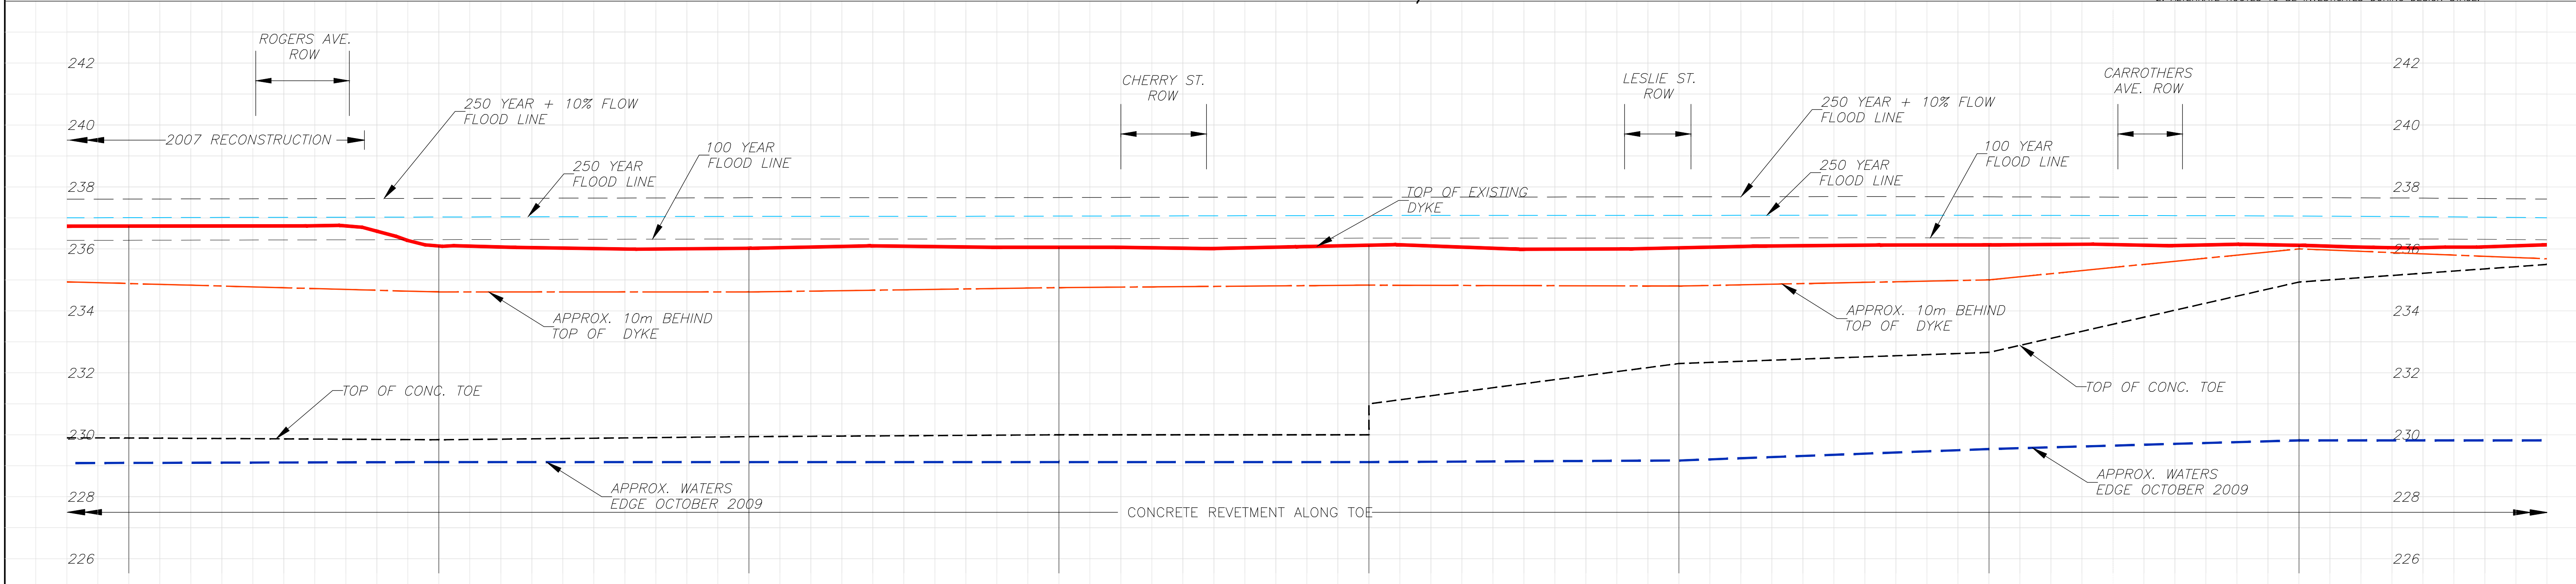 ROGERS AVE.
ROW
242
250 YEAR + 10% FLOW
FLOOD LINE
CHERRY ST.
ROW
LESLIE ST.
ROW
CARROTHERS
AVE. ROW
242
240
2007 RECONSTRUCTION
250 YEAR
FLOOD LINE
100 YEAR
FLOOD LINE
250 YEAR + 10% FLOW
FLOOD LINE
250 YEAR
FLOOD LINE
100 YEAR
FLOOD LINE
240
238
TOP OF EXISTING
DYKE
238
236
236
234
APPROX. 10m BEHIND
TOP OF DYKE
APPROX. 10m BEHIND
TOP OF DYKE
234
232
TOP OF CONC. TOE
TOP OF CONC. TOE
232
230
230
228
APPROX. WATERS
EDGE OCTOBER 2009
APPROX. WATERS
EDGE OCTOBER 2009
228
CONCRETE REVETMENT ALONG TOE
226
226